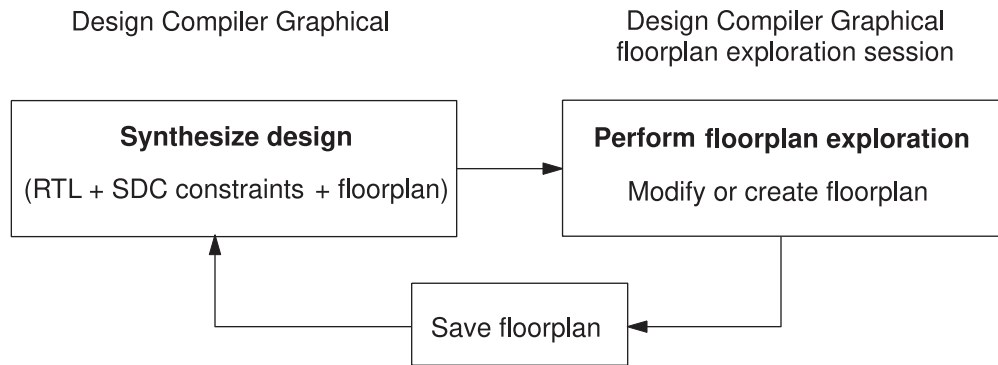 Design Compiler Graphical
Design Compiler Graphical
floorplan exploration session
Synthesize design
(RTL + SDC constraints + floorplan)
Perform floorplan exploration
Modify or create floorplan
Save floorplan